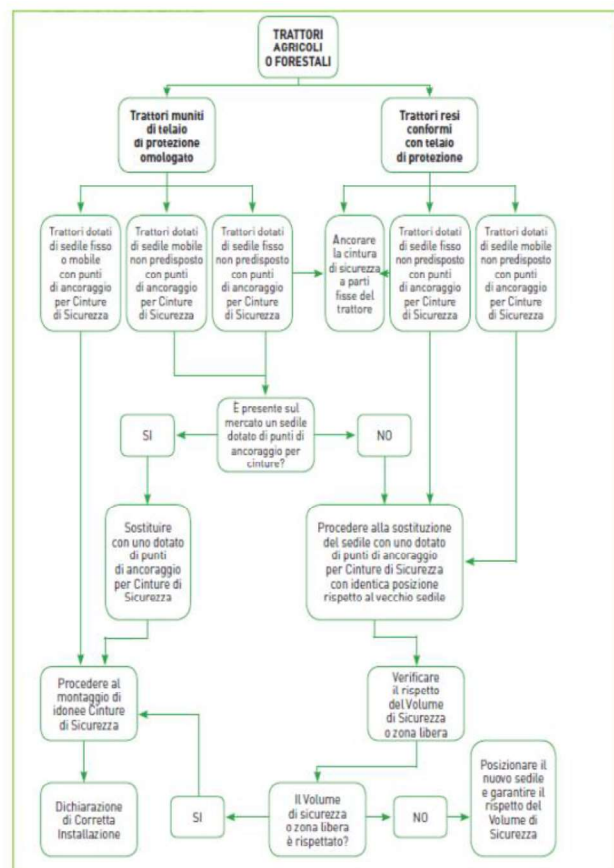 TRATTORI
AGRICOLI
O FORESTALI
Trattori muniti
di telaio
di protezione
omologato
Trattori resi
conformi
con telaio
di protezione
Trattori dotati
di sedile fisso
o mobile
con punti
di ancoraggio
per Cinture
di Sicurezza
Trattori dotati
di sedile mobile
non predisposto
con punti di
ancoraggio
per Cinture
di Sicurezza
Trattori dotati
di sedile fisso
non predisposto
con punti di
ancoraggio
per Cinture
di Sicurezza
Ancorare
la cintura
di sicurezza
a parti
fisse del
trattore
Trattori dotati
di sedile fisso
non predisposto
con punti di
ancoraggio
per Cinture
di Sicurezza
Trattori dotati
di sedile mobile
non predisposto
con punti di
ancoraggio
per Cinture
di Sicurezza
È presente sul
mercato un sedile
dotato di punti di
ancoraggio per
cinture?
SI
NO
Sostituire
con uno dotato
di punti
di ancoraggio
per Cinture di
Sicurezza
Procedere alla sostituzione
del sedile con uno dotato
di punti di ancoraggio
per Cinture di Sicurezza
con identica posizione
rispetto al vecchio sedile
Procedere al
montaggio di
idonee Cinture
di Sicurezza
Verificare
il rispetto
del Volume
di Sicurezza
o zona libera
Dichiarazione
di Corretta
Installazione
SI
Il Volume
di sicurezza
o zona libera
è rispettato?
NO
Posizionare il
nuovo sedile
e garantire il
rispetto del
Volume di
Sicurezza